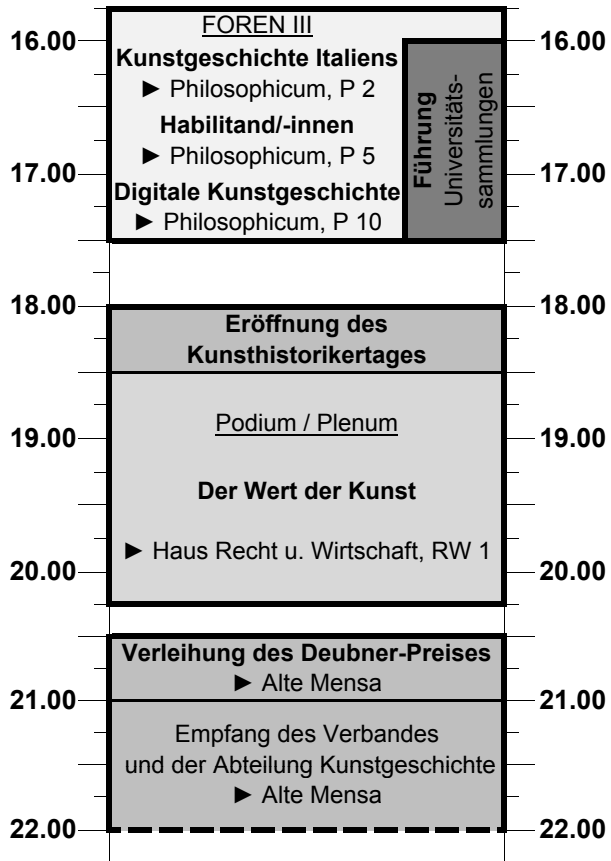 FOREN III
16.00
16.00
Kunstgeschichte Italiens
► Philosophicum, P 2
Habilitand/-innen
► Philosophicum, P 5
17.00
17.00
Digitale Kunstgeschichte
► Philosophicum, P 10
Führung
Universitäts-
sammlungen
18.00
18.00
Eröffnung des
Kunsthistorikertages
Podium / Plenum
19.00
19.00
Der Wert der Kunst
► Haus Recht u. Wirtschaft, RW 1
20.00
20.00
Verleihung des Deubner-Preises
► Alte Mensa
21.00
21.00
Empfang des Verbandes
und der Abteilung Kunstgeschichte
► Alte Mensa
22.00
22.00